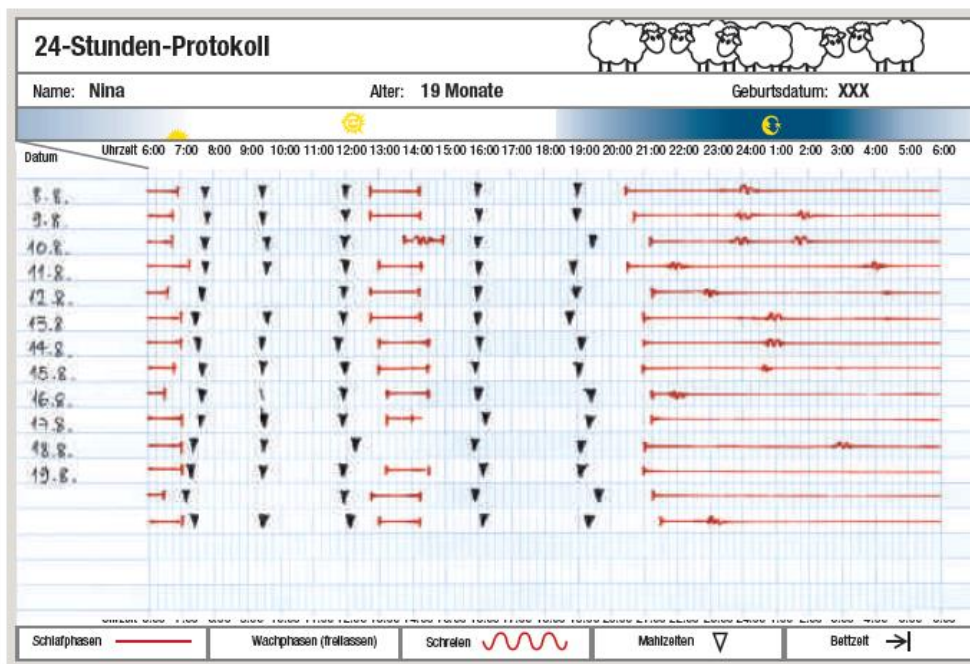 24-Stunden-Protokoll
Name: Nina Alter: 19 Monate Geburtsdatum: XXX
Uhrzeit 6:00 7:00 8:00 9:00 10:00 11:00 12:00 13:00 14:00 15:00 16:00 17:00 18:00 19:00 20:00 21:00 22:00 23:00 24:00 1:00 2:00 3:00 4:00 5:00 6:00
Datum
8.8.
9.8.
10.8.
11.8.
12.8.
13.8
14.8.
15.8.
16.8.
17.8.
18.8.
19.8.
Schlafphasen Wachphasen (freilassen) Schreien Mahlzeiten Bettzeit